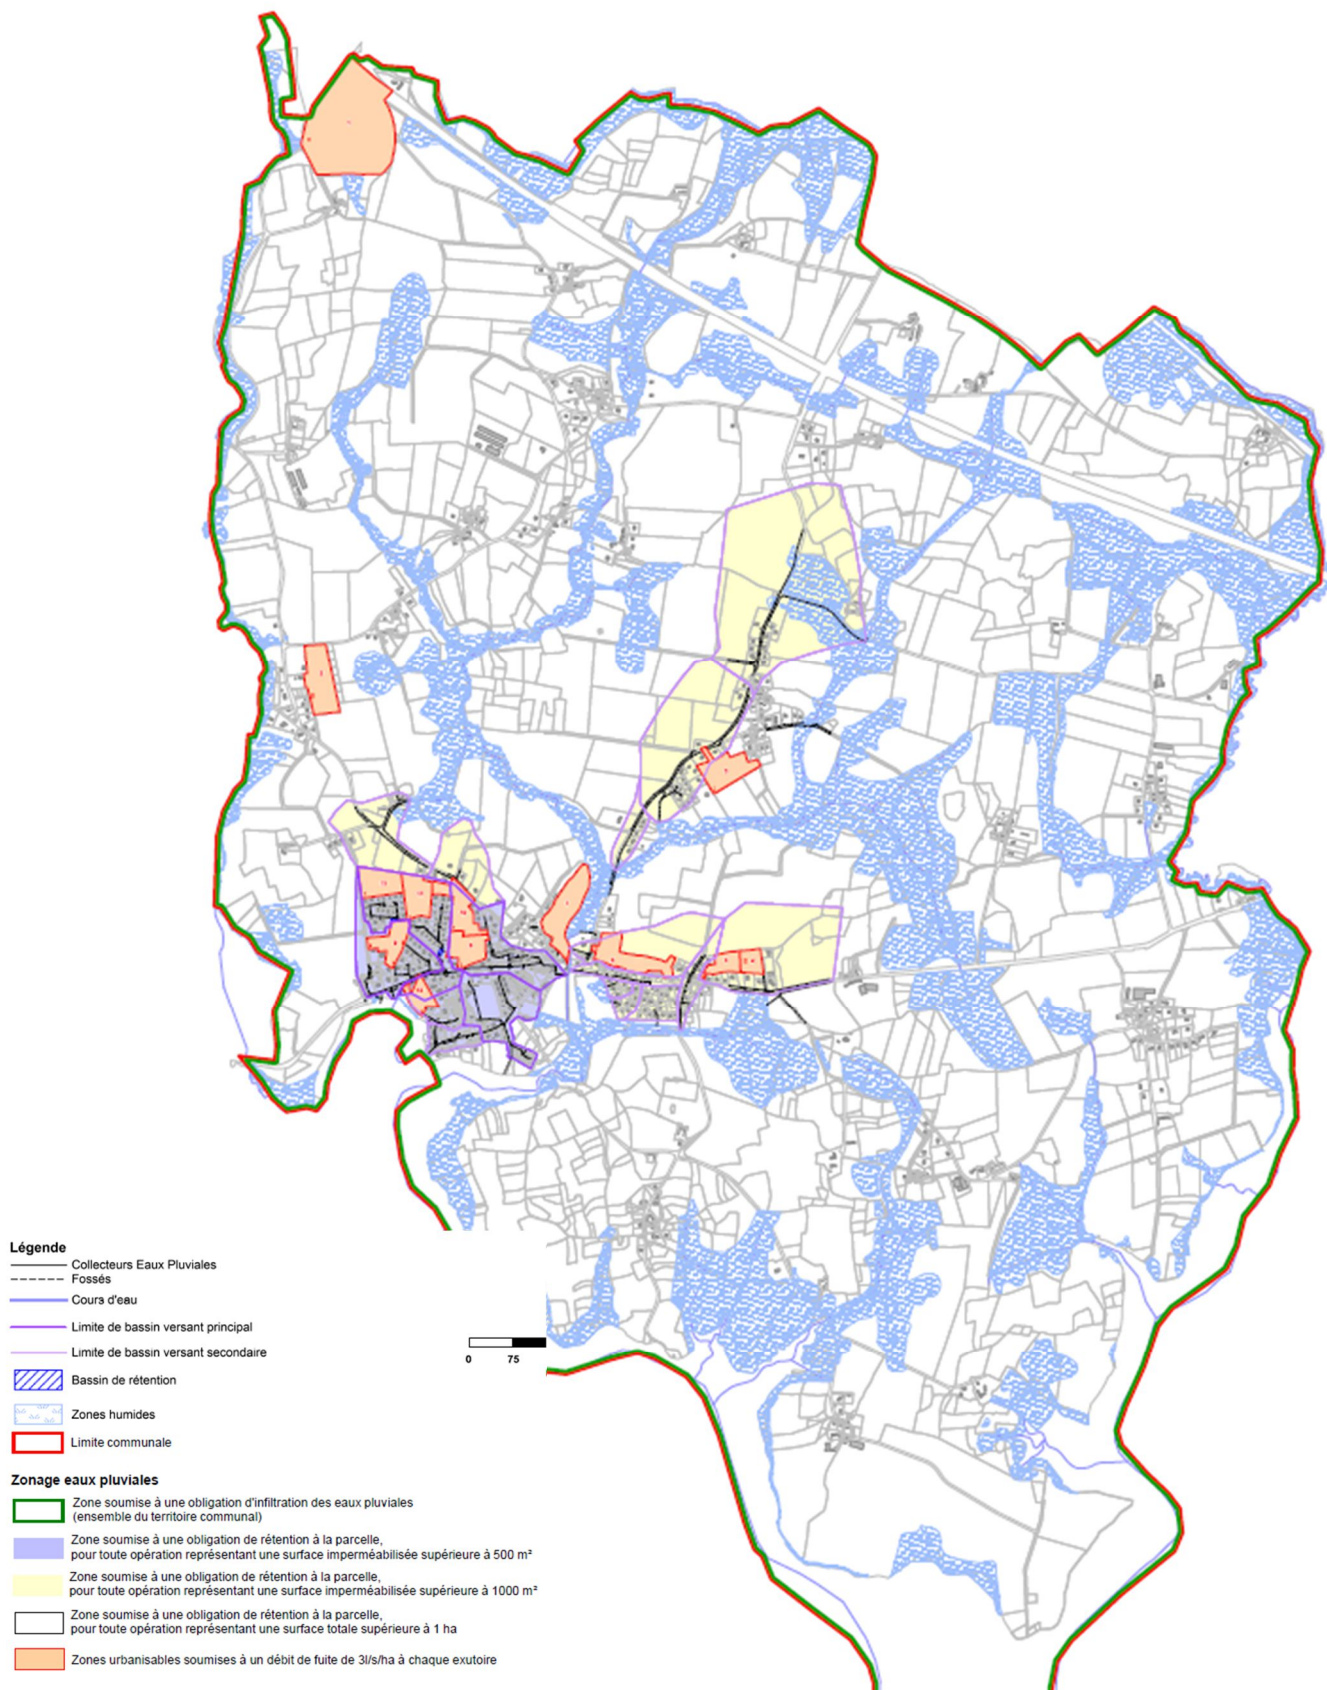 Légende
Collecteurs Eaux Pluviales
Fossés
Cours d'eau
Limite de bassin versant principal
Limite de bassin versant secondaire
Bassin de rétention
Zones humides
Limite communale
0 75
Zonage eaux pluviales
Zone soumise à une obligation d'infiltration des eaux pluviales
(ensemble du territoire communal)
Zone soumise à une obligation de rétention à la parcelle,
pour toute opération représentant une surface imperméabilisée supérieure à 500 m²
Zone soumise à une obligation de rétention à la parcelle,
pour toute opération représentant une surface imperméabilisée supérieure à 1000 m²
Zone soumise à une obligation de rétention à la parcelle,
pour toute opération représentant une surface totale supérieure à 1 ha
Zones urbanisables soumises à un débit de fuite de 3l/s/ha à chaque exutoire